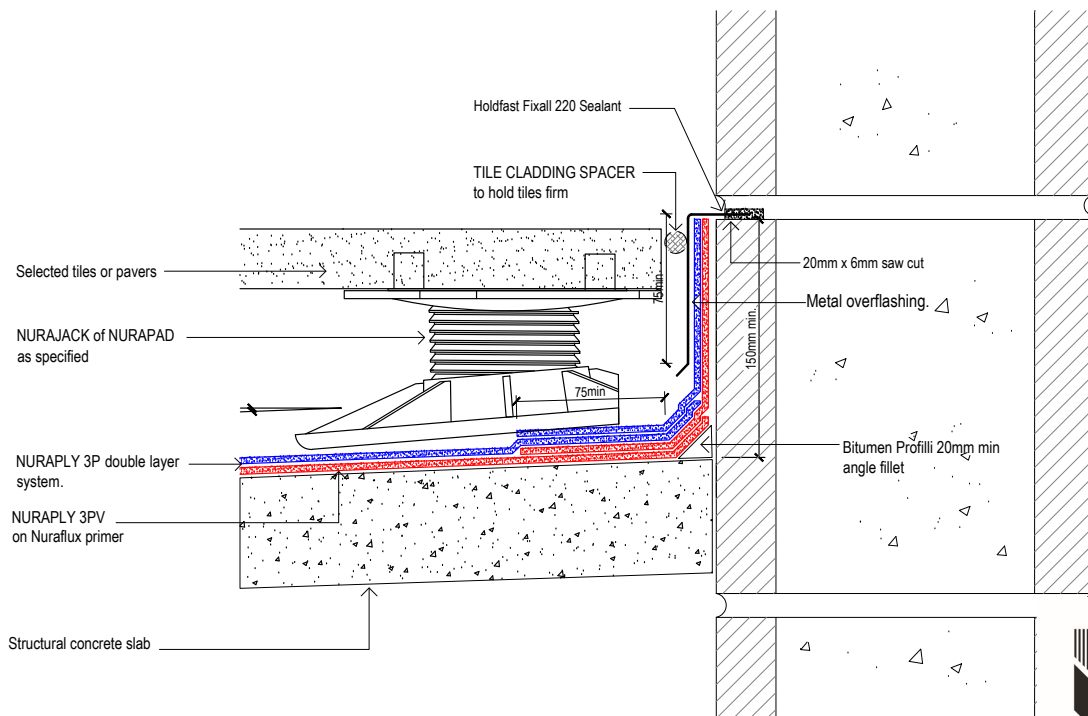 Holdfast Fixall 220 Sealant
TILE CLADDING SPACER
to hold tiles firm
Selected tiles or pavers
20mm x 6mm saw cut
75min
Metal overflashing.
NURAJACK of NURAPAD
as specified
150mm min.
75min
Bitumen Profilli 20mm min
angle fillet
NURAPLY 3P double layer
system.
NURAPLY 3PV
on Nuraflux primer
Structural concrete slab